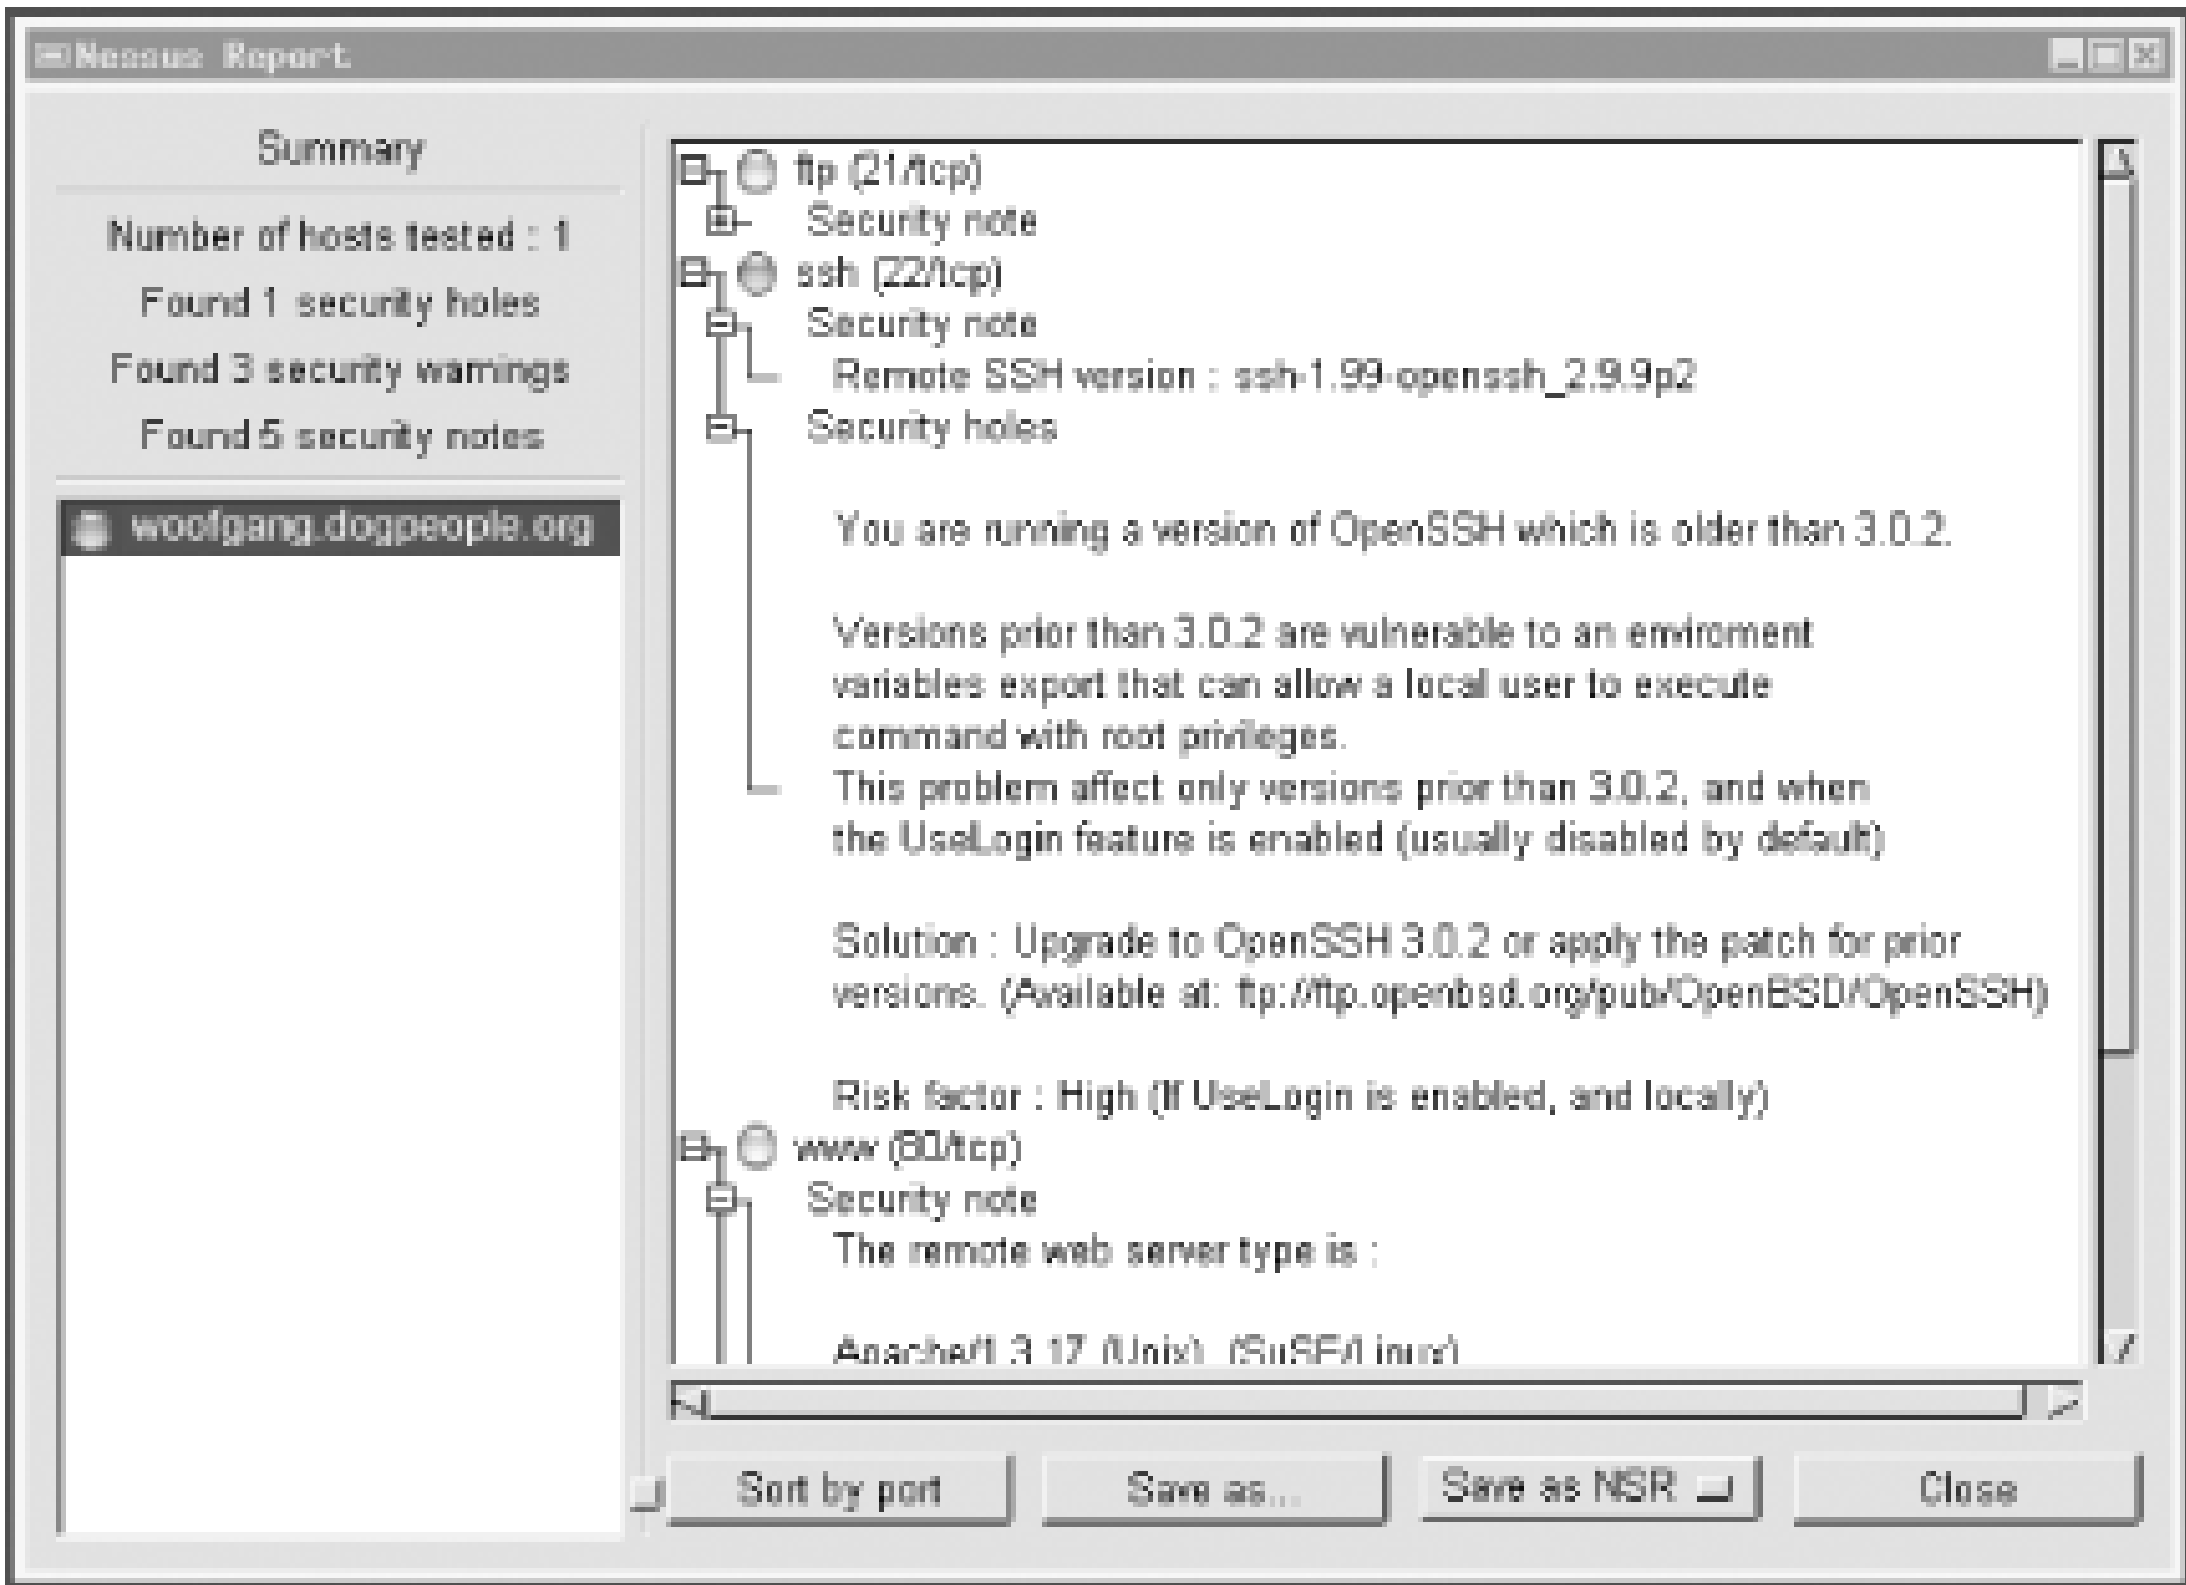 Nessus Report
Summary
Number of hosts tested : 1
Found 1 security holes
Found 3 security warnings
Found 5 security notes
woofgang.dogpeople.org
ftp (21/tcp)
Security note
ssh (22/tcp)
Security note
Remote SSH version : ssh-1.99-openssh_2.9.9p2
Security holes
You are running a version of OpenSSH which is older than 3.0.2.
Versions prior than 3.0.2 are vulnerable to an enviroment
variables export that can allow a local user to execute
command with root privileges.
This problem affect only versions prior than 3.0.2, and when
the UseLogin feature is enabled (usually disabled by default)
Solution : Upgrade to OpenSSH 3.0.2 or apply the patch for prior
versions. (Available at: ftp://ftp.openbsd.org/pub/OpenBSD/OpenSSH)
Risk factor : High (If UseLogin is enabled, and locally)
www (80/tcp)
Security note
The remote web server type is :
Apache/1.3.17 (Unix) (SuSE/Linux)
Sort by port
Save as...
Save as NSR
Close